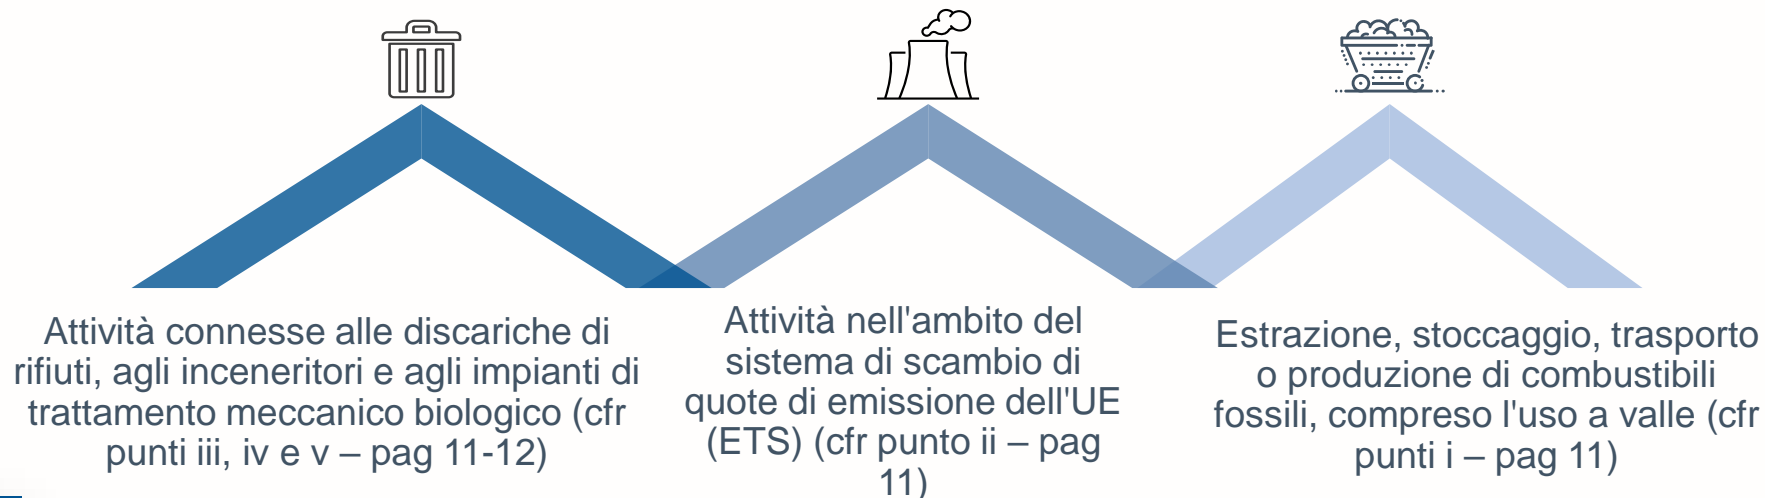 Attività connesse alle discariche di
rifiuti, agli inceneritori e agli impianti di
trattamento meccanico biologico (cfr
punti iii, iv e v – pag 11-12)
Attività nell'ambito del
sistema di scambio di
quote di emissione dell'UE
(ETS) (cfr punto ii – pag
11)
Estrazione, stoccaggio, trasporto
o produzione di combustibili
fossili, compreso l'uso a valle (cfr
punti i – pag 11)